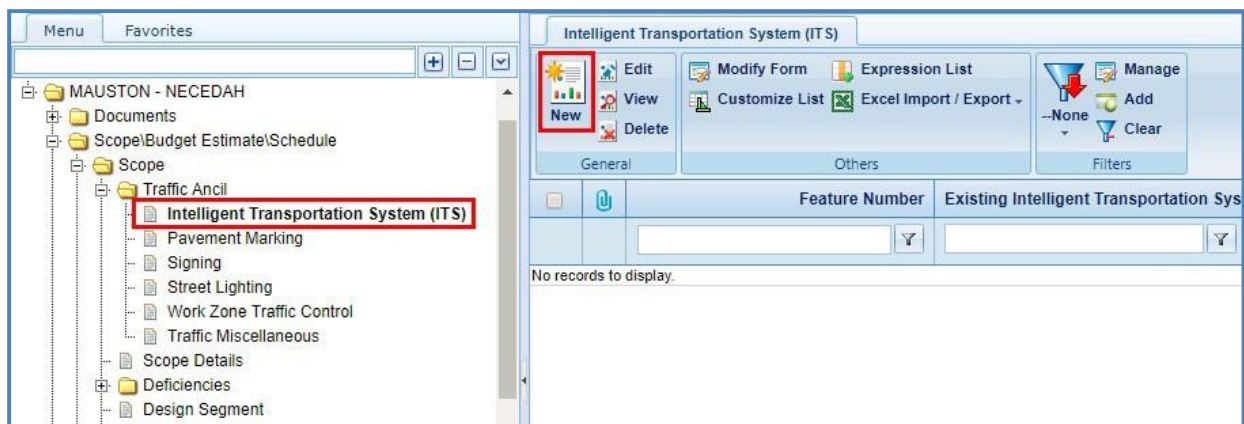 Menu Favorites
MAUSTON - NECEDAH
Documents
Scope\Budget Estimate\Schedule
Scope
Traffic Ancil
Intelligent Transportation System (ITS)
Pavement Marking
Signing
Street Lighting
Work Zone Traffic Control
Traffic Miscellaneous
Scope Details
Deficiencies
Design Segment
Intelligent Transportation System (ITS)
New
Edit
View
Delete
General
Modify Form Expression List
Customize List Excel Import / Export
Others
--None
Manage
Add
Clear
Filters
Feature Number Existing Intelligent Transportation Sys
No records to display.